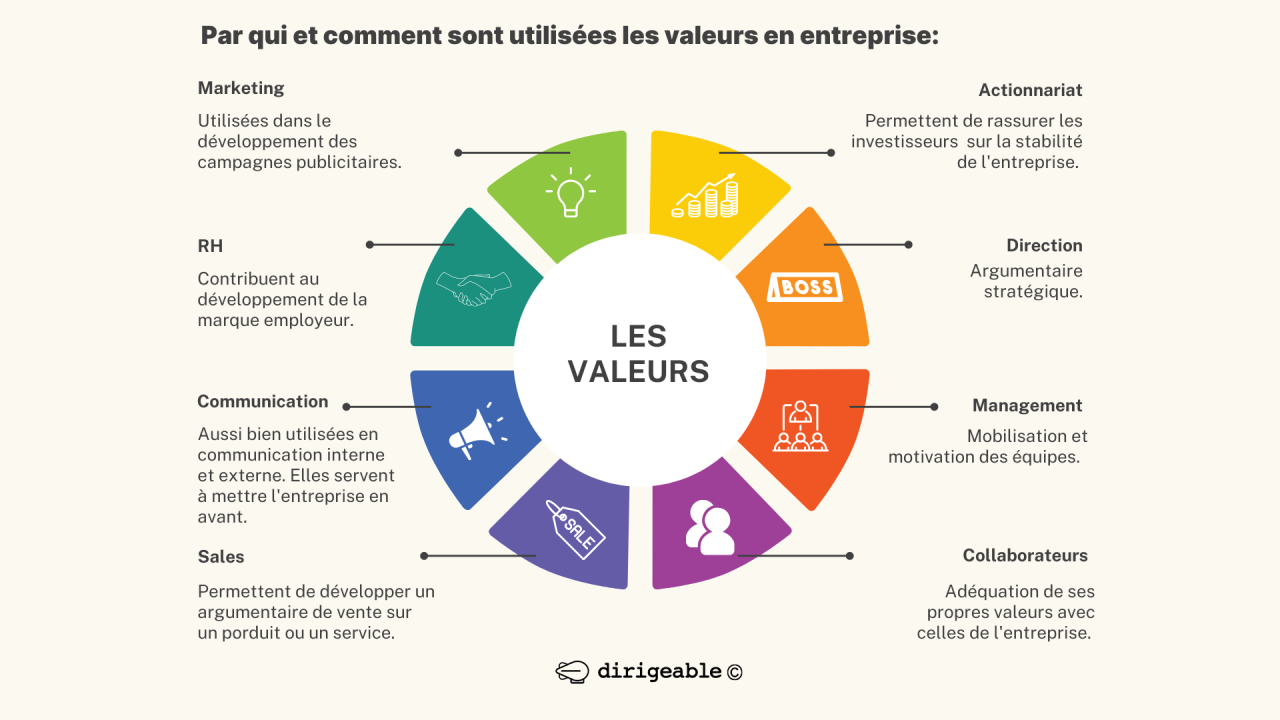 Par qui et comment sont utilisées les valeurs en entreprise:
Marketing
Utilisées dans le
développement des
campagnes publicitaires.
RH
Contribuent au
développement de la
marque employeur.
Communication
Aussi bien utilisées en
communication interne
et externe. Elles servent
à mettre l'entreprise en
avant.
Sales
Permettent de développer un
argumentaire de vente sur
un porduit ou un service.
LES
VALEURS
BOSS
SALE
Actionnariat
Permettent de rassurer les
investisseurs sur la stabilité
de l'entreprise.
Direction
Argumentaire
stratégique.
Management
Mobilisation et
motivation des équipes.
Collaborateurs
Adéquation de ses
propres valeurs avec
celles de l'entreprise.
dirigeable ©